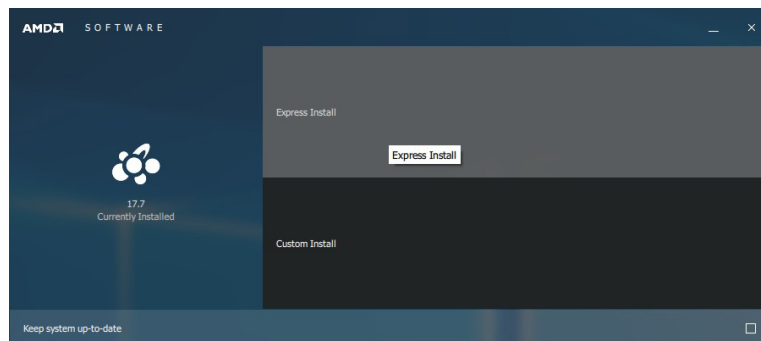 AMD SOFTWARE
Express Install
Express Install
17.7
Currently Installed
Custom Install
Keep system up-to-date